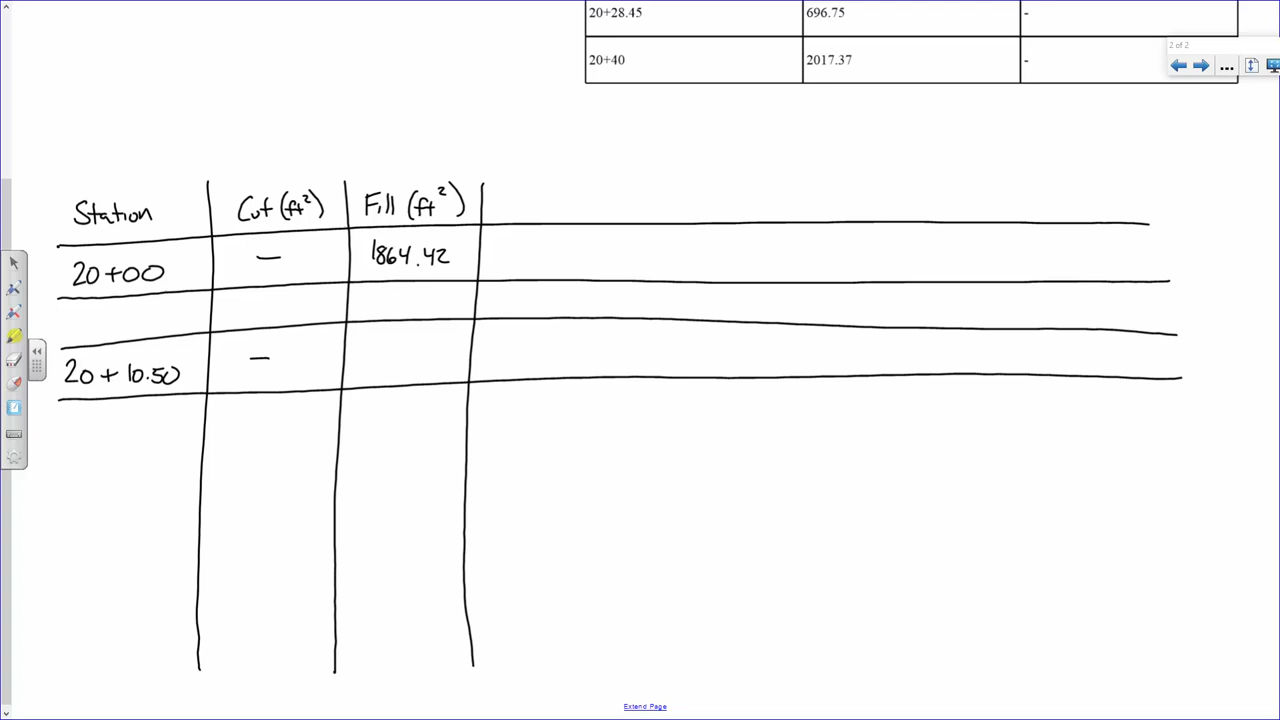 20+28.45 696.75 -
20+40 2017.37 -
2 of 2
...
Station Cut (ft²) Fill (ft²)
20+00 — 1864.42
20+10.50 —
Extend Page